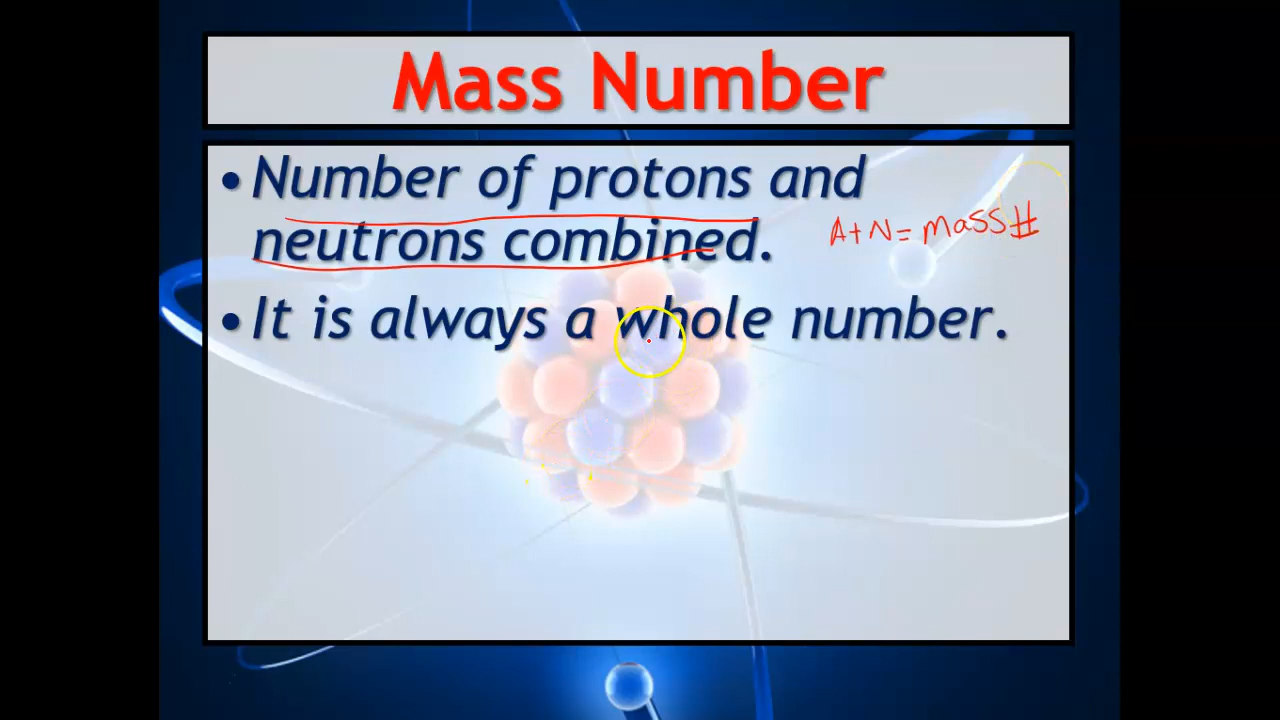 Mass Number
• Number of protons and
neutrons combined.
A+N = mass #
• It is always a whole number.